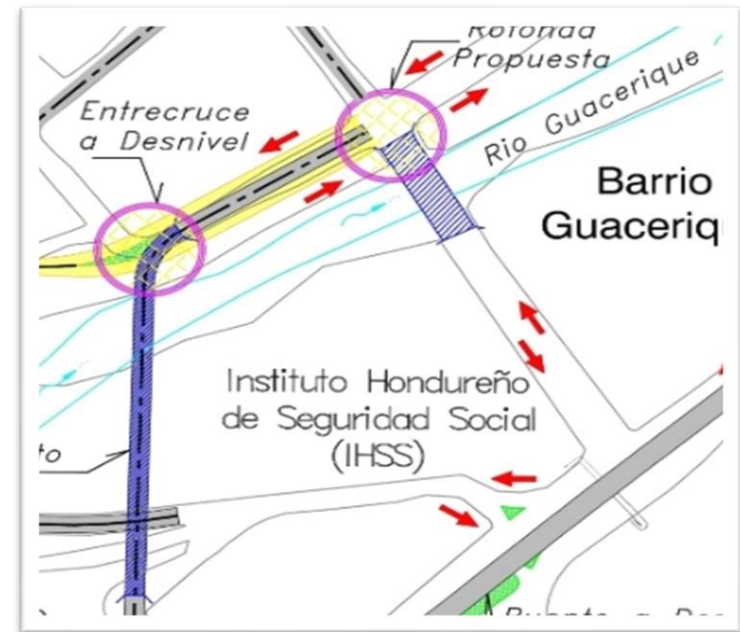 Rotonda
Propuesta
Entrecruce
a Desnivel
Rio Guacerique
Barrio
Guaceriq
Instituto Hondureño
de Seguridad Social
(IHSS)
to